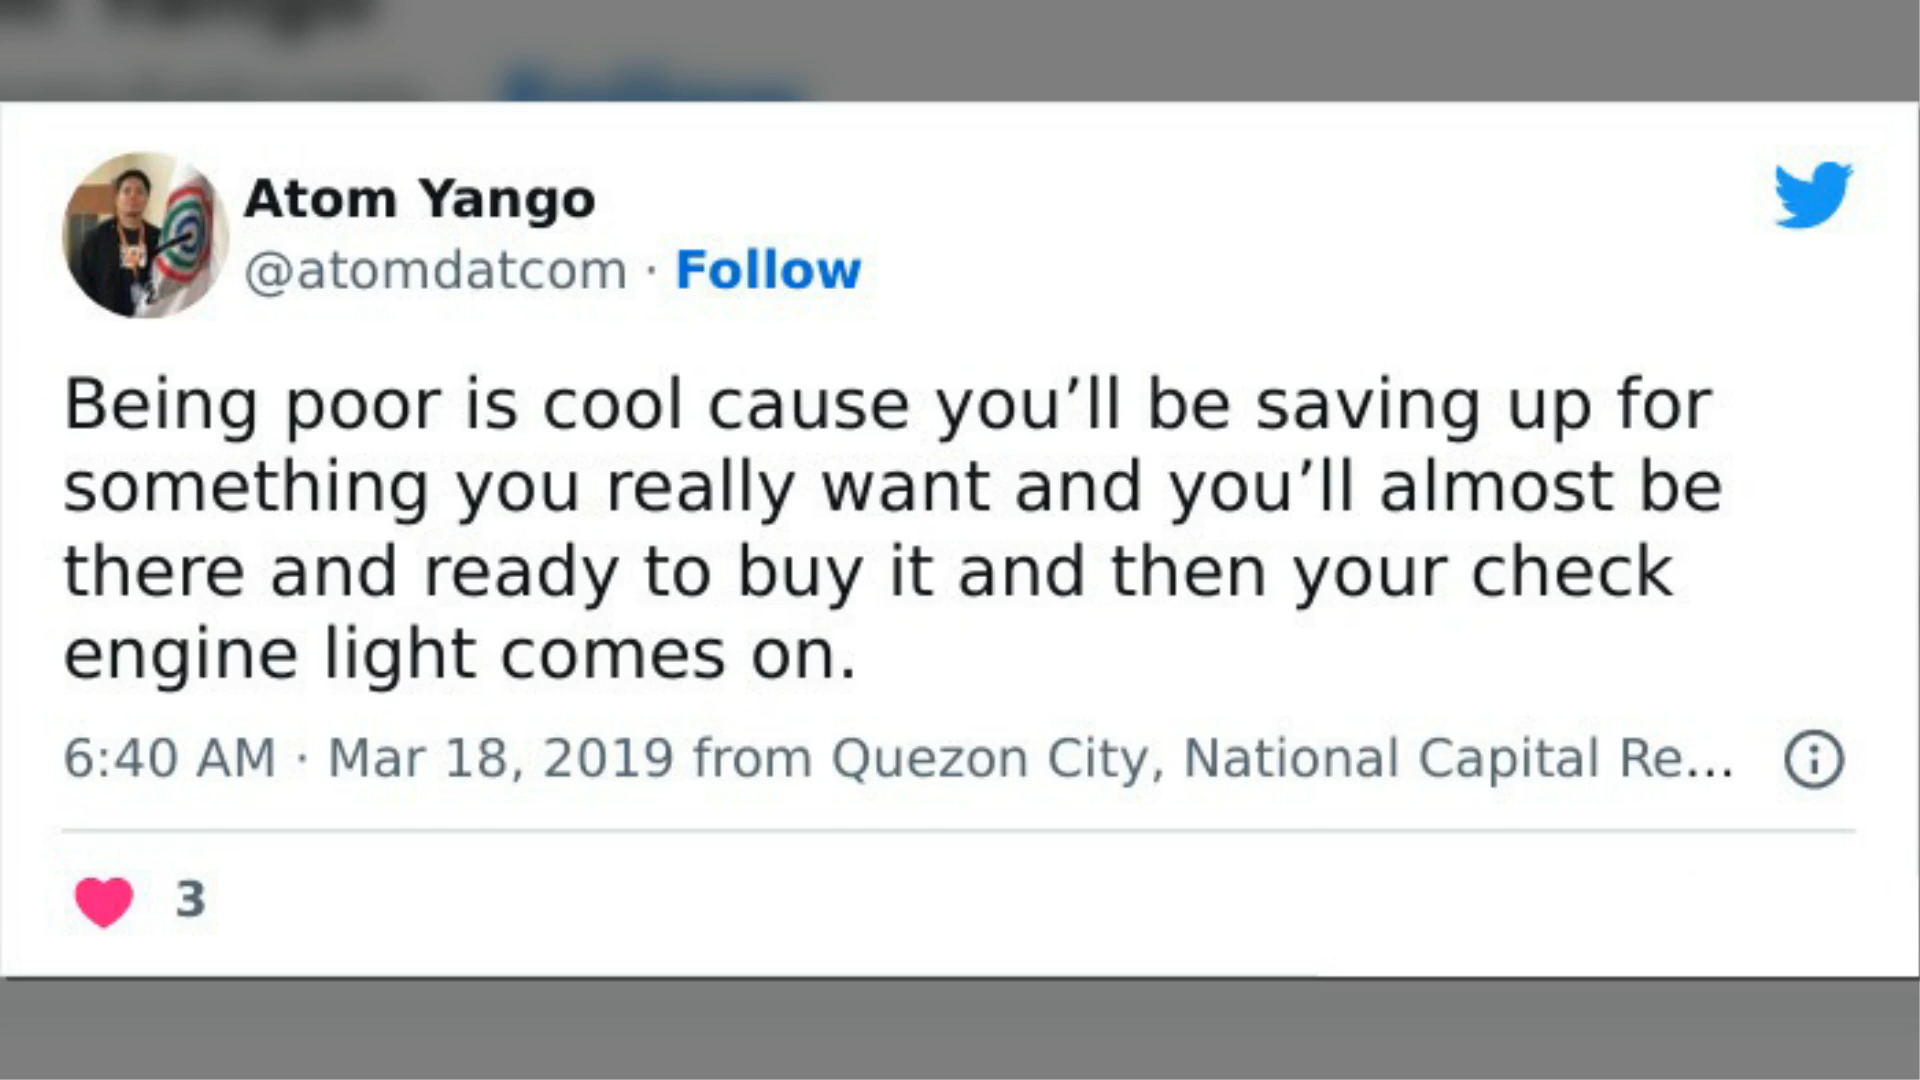 Atom Yango
@atomdatcom · Follow
Being poor is cool cause you’ll be saving up for
something you really want and you’ll almost be
there and ready to buy it and then your check
engine light comes on.
6:40 AM · Mar 18, 2019 from Quezon City, National Capital Re...
3